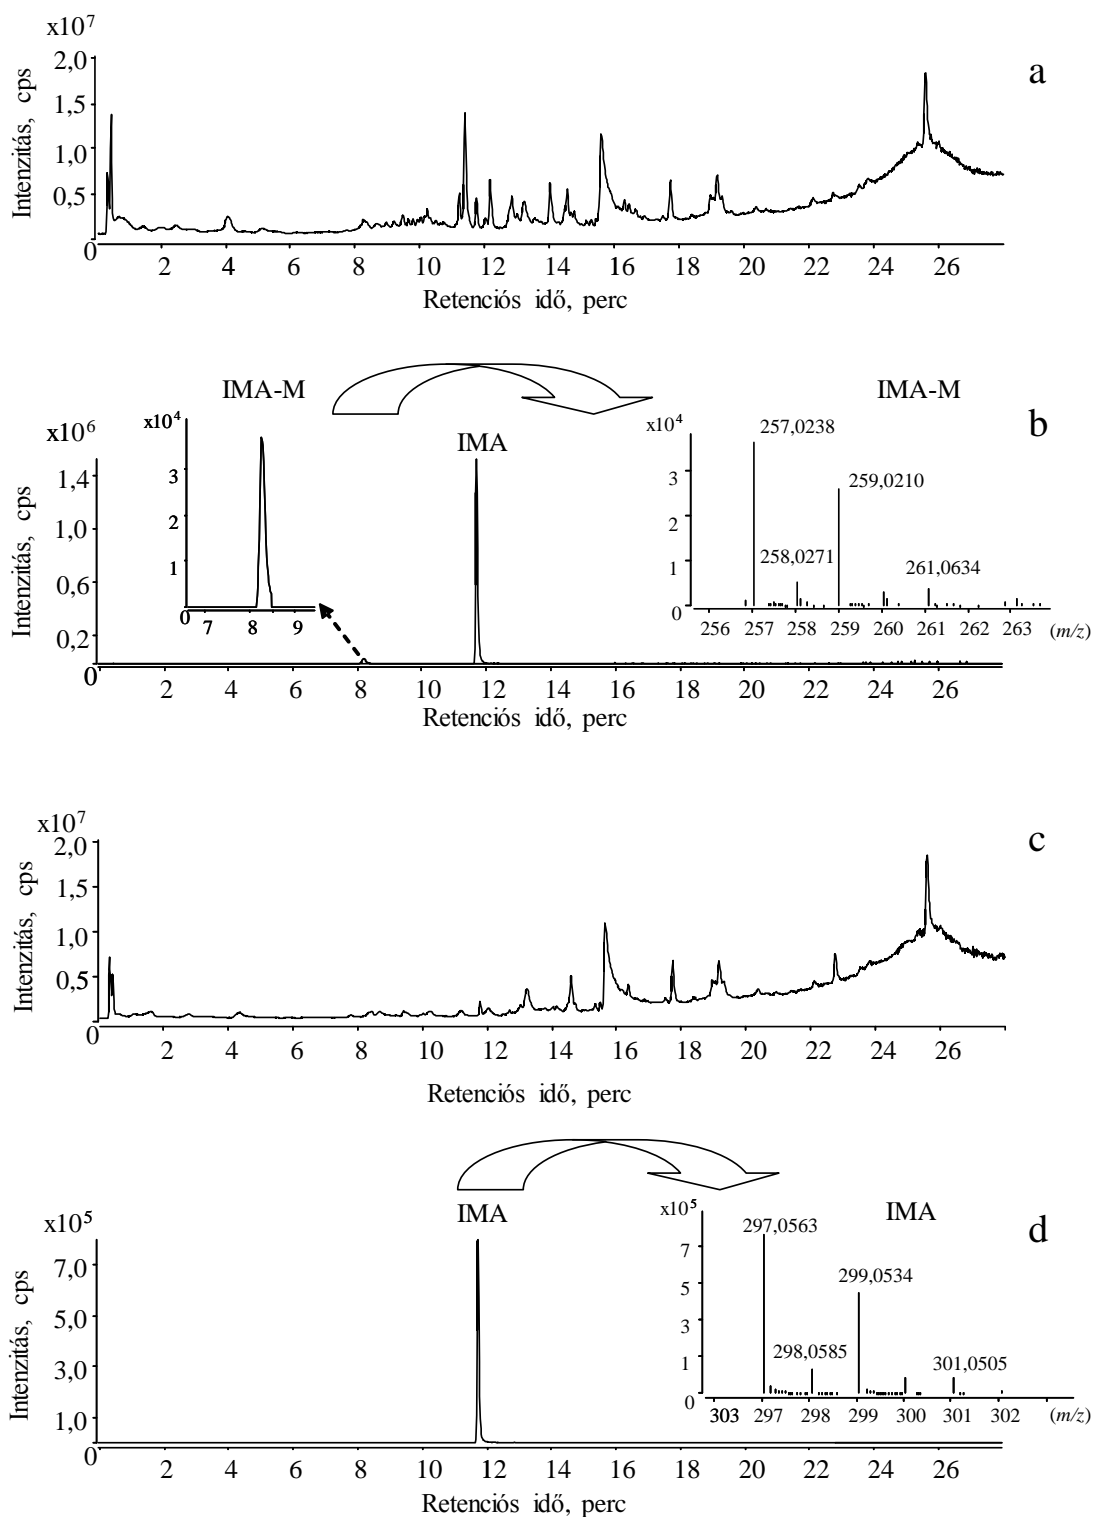 x10⁷
2,0
1,5
1,0
0,5
0
Intenzitás, cps
a
2 4 6 8 10 12 14 16 18 20 22 24 26
Retenciós idő, perc
IMA-M
IMA-M
b
x10⁶
1,4
1,0
0,6
0,2
0
Intenzitás, cps
x10⁴
3
2
1
0 7 8 9
IMA
x10⁴
3
2
1
0
257,0238
259,0210
258,0271
261,0634
256 257 258 259 260 261 262 263 (m/z)
2 4 6 8 10 12 14 16 18 20 22 24 26
Retenciós idő, perc
x10⁷
2,0
1,5
1,0
0,5
0
Intenzitás, cps
c
2 4 6 8 10 12 14 16 18 20 22 24 26
Retenciós idő, perc
IMA
IMA
d
x10⁵
7,0
5,0
3,0
1,0
0
Intenzitás, cps
x10⁵
7
5
3
1
0
297,0563
299,0534
298,0585
301,0505
303 297 298 299 300 301 302 (m/z)
2 4 6 8 10 12 14 16 18 20 22 24 26
Retenciós idő, perc